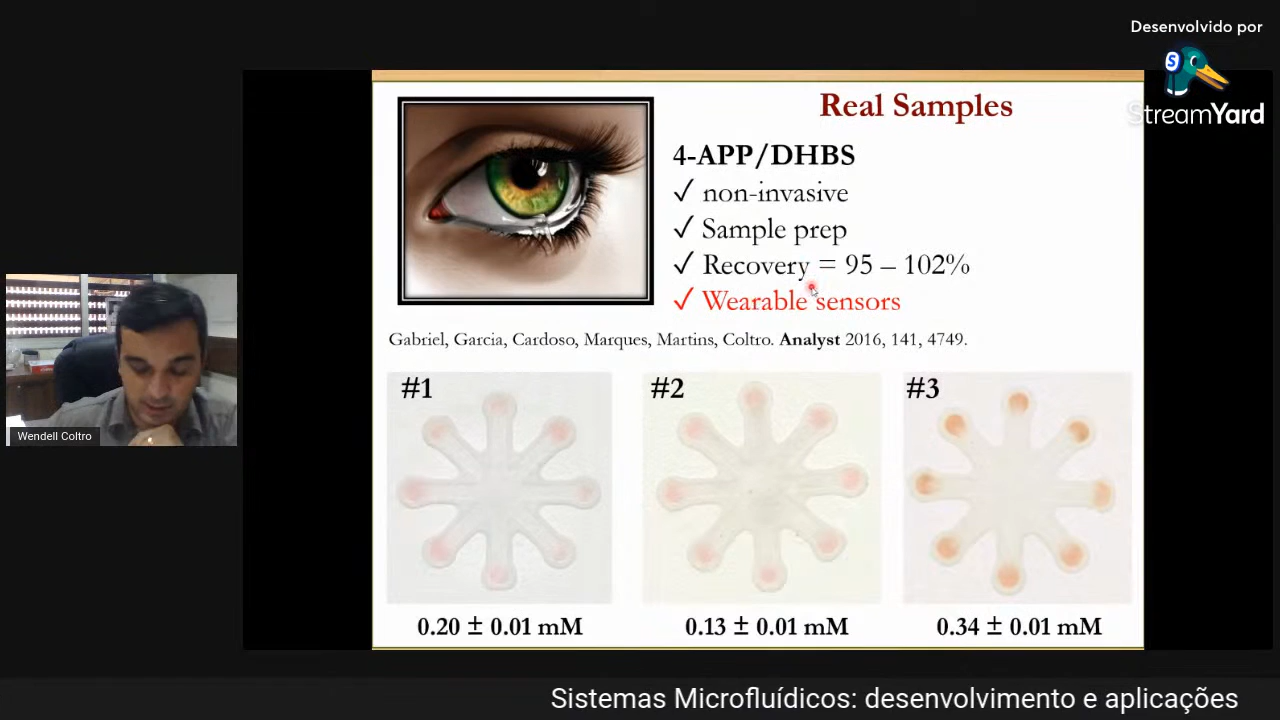 Desenvolvido por
S
StreamYard
Real Samples
4-APP/DHBS
✓ non-invasive
✓ Sample prep
✓ Recovery = 95 – 102%
✓ Wearable sensors
Gabriel, Garcia, Cardoso, Marques, Martins, Coltro. Analyst 2016, 141, 4749.
#1
#2
#3
0.20 ± 0.01 mM
0.13 ± 0.01 mM
0.34 ± 0.01 mM
Wendell Coltro
Sistemas Microfluídicos: desenvolvimento e aplicações